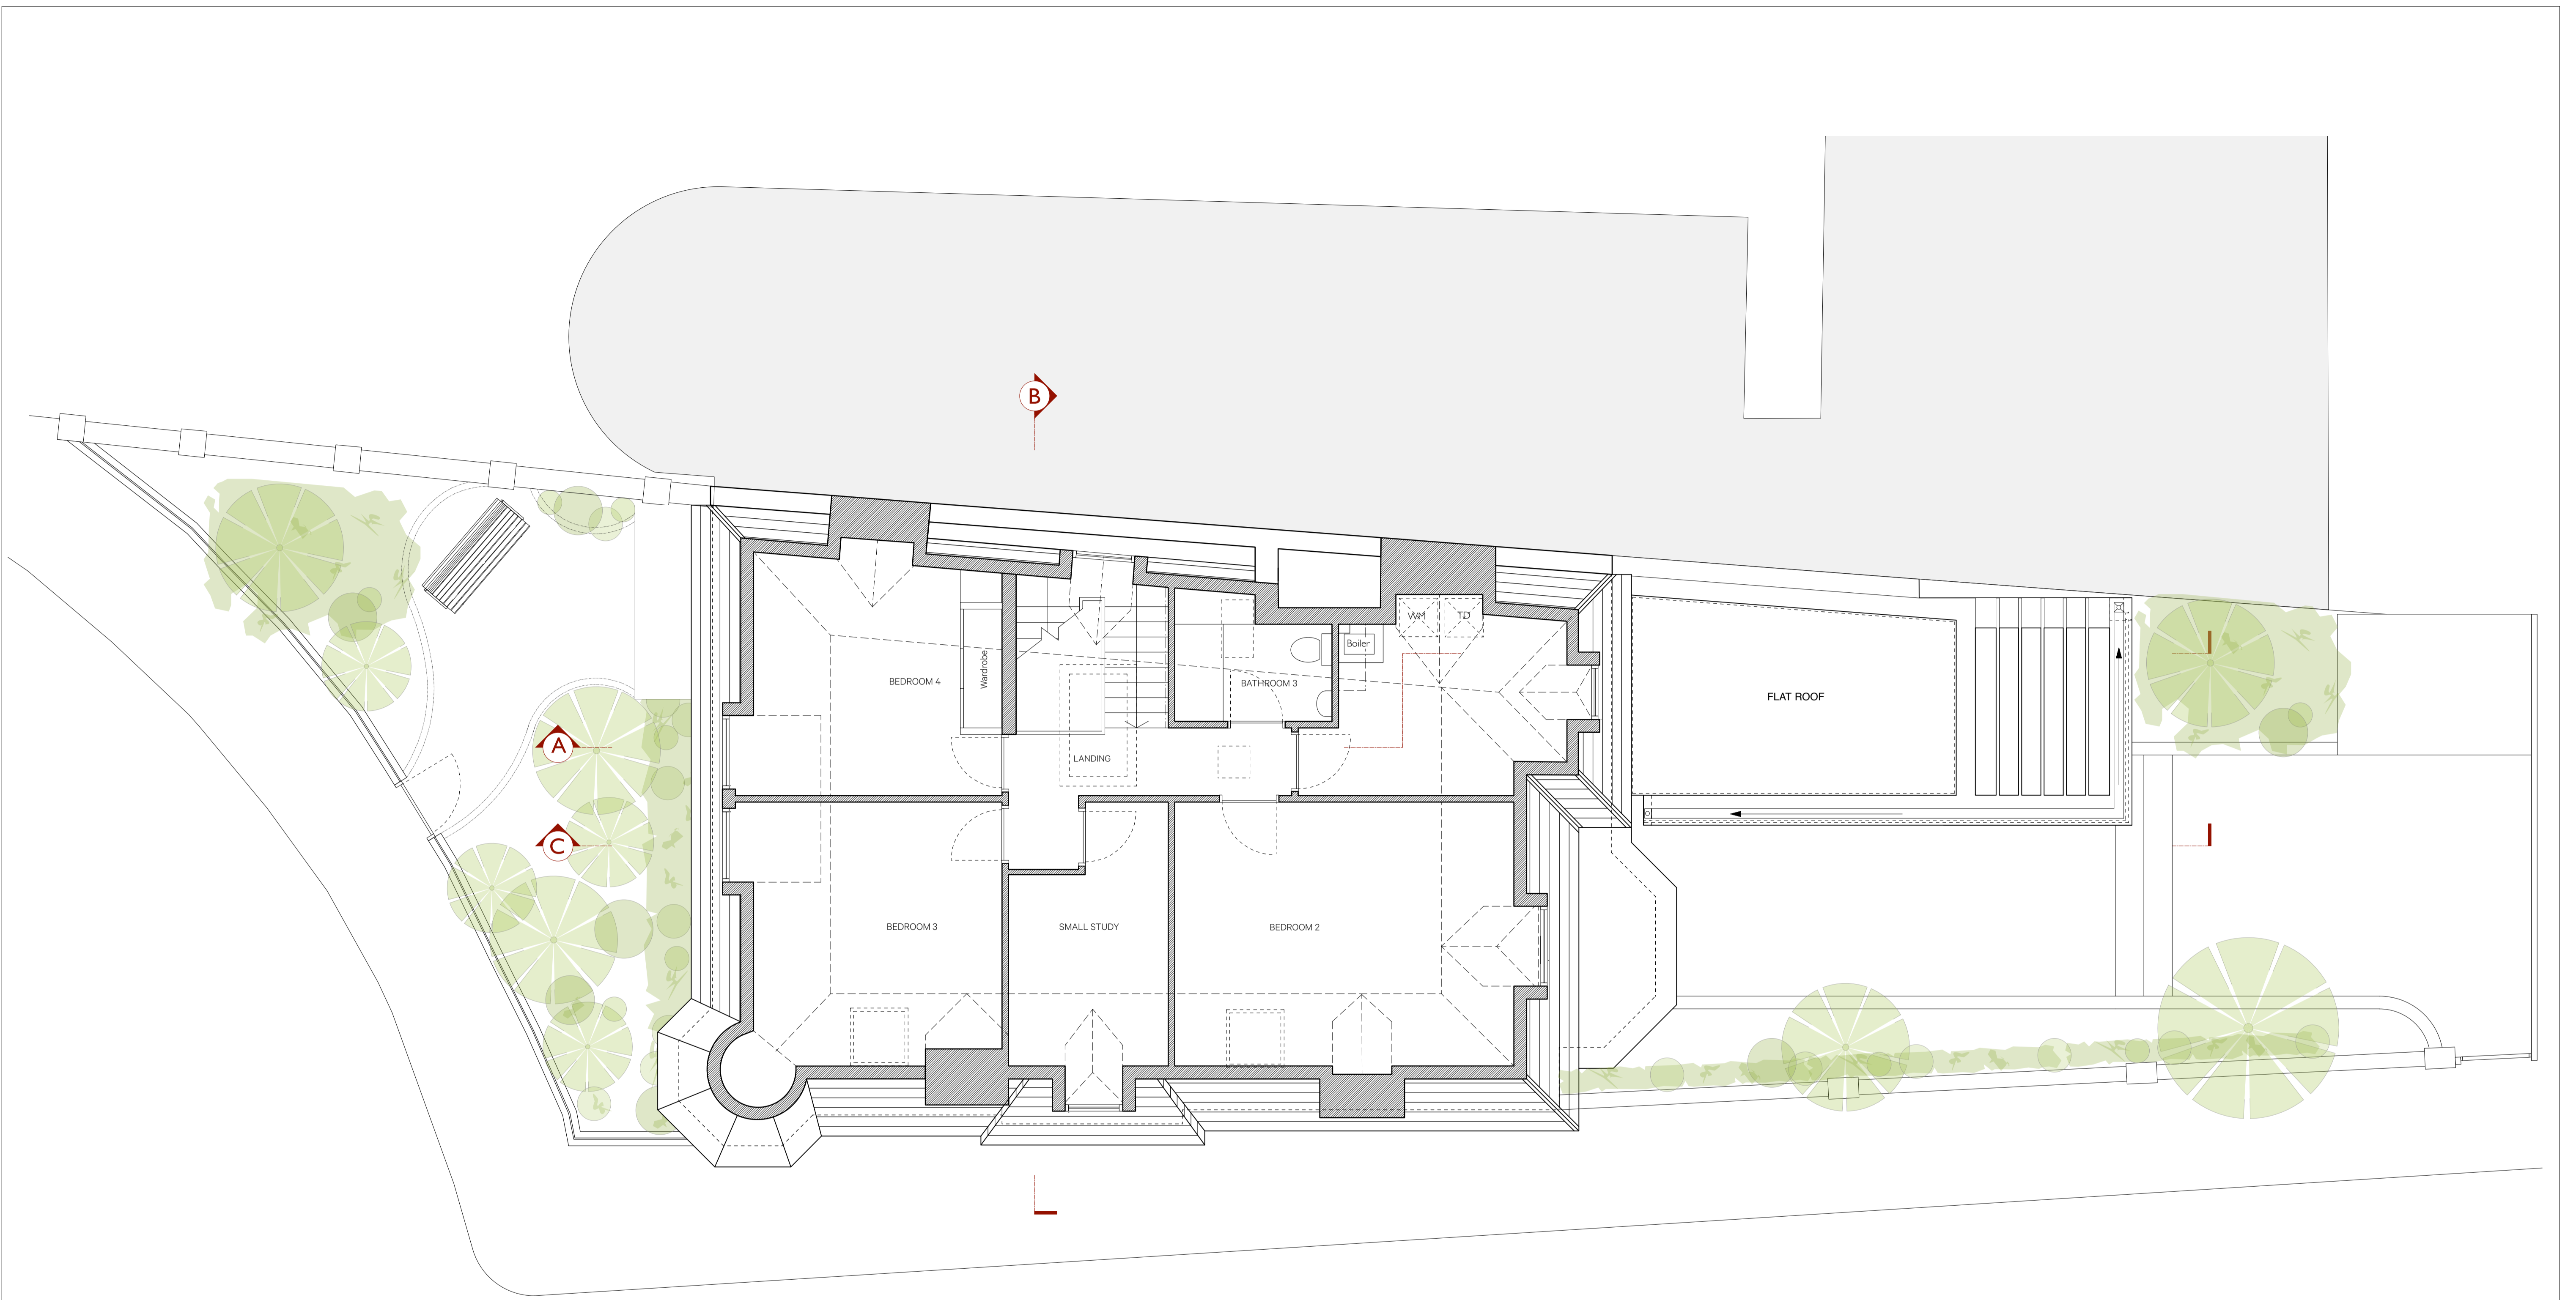 B
WM
TD
Boiler
BEDROOM 4
Wardrobe
BATHROOM 3
FLAT ROOF
A
LANDING
C
BEDROOM 3
SMALL STUDY
BEDROOM 2